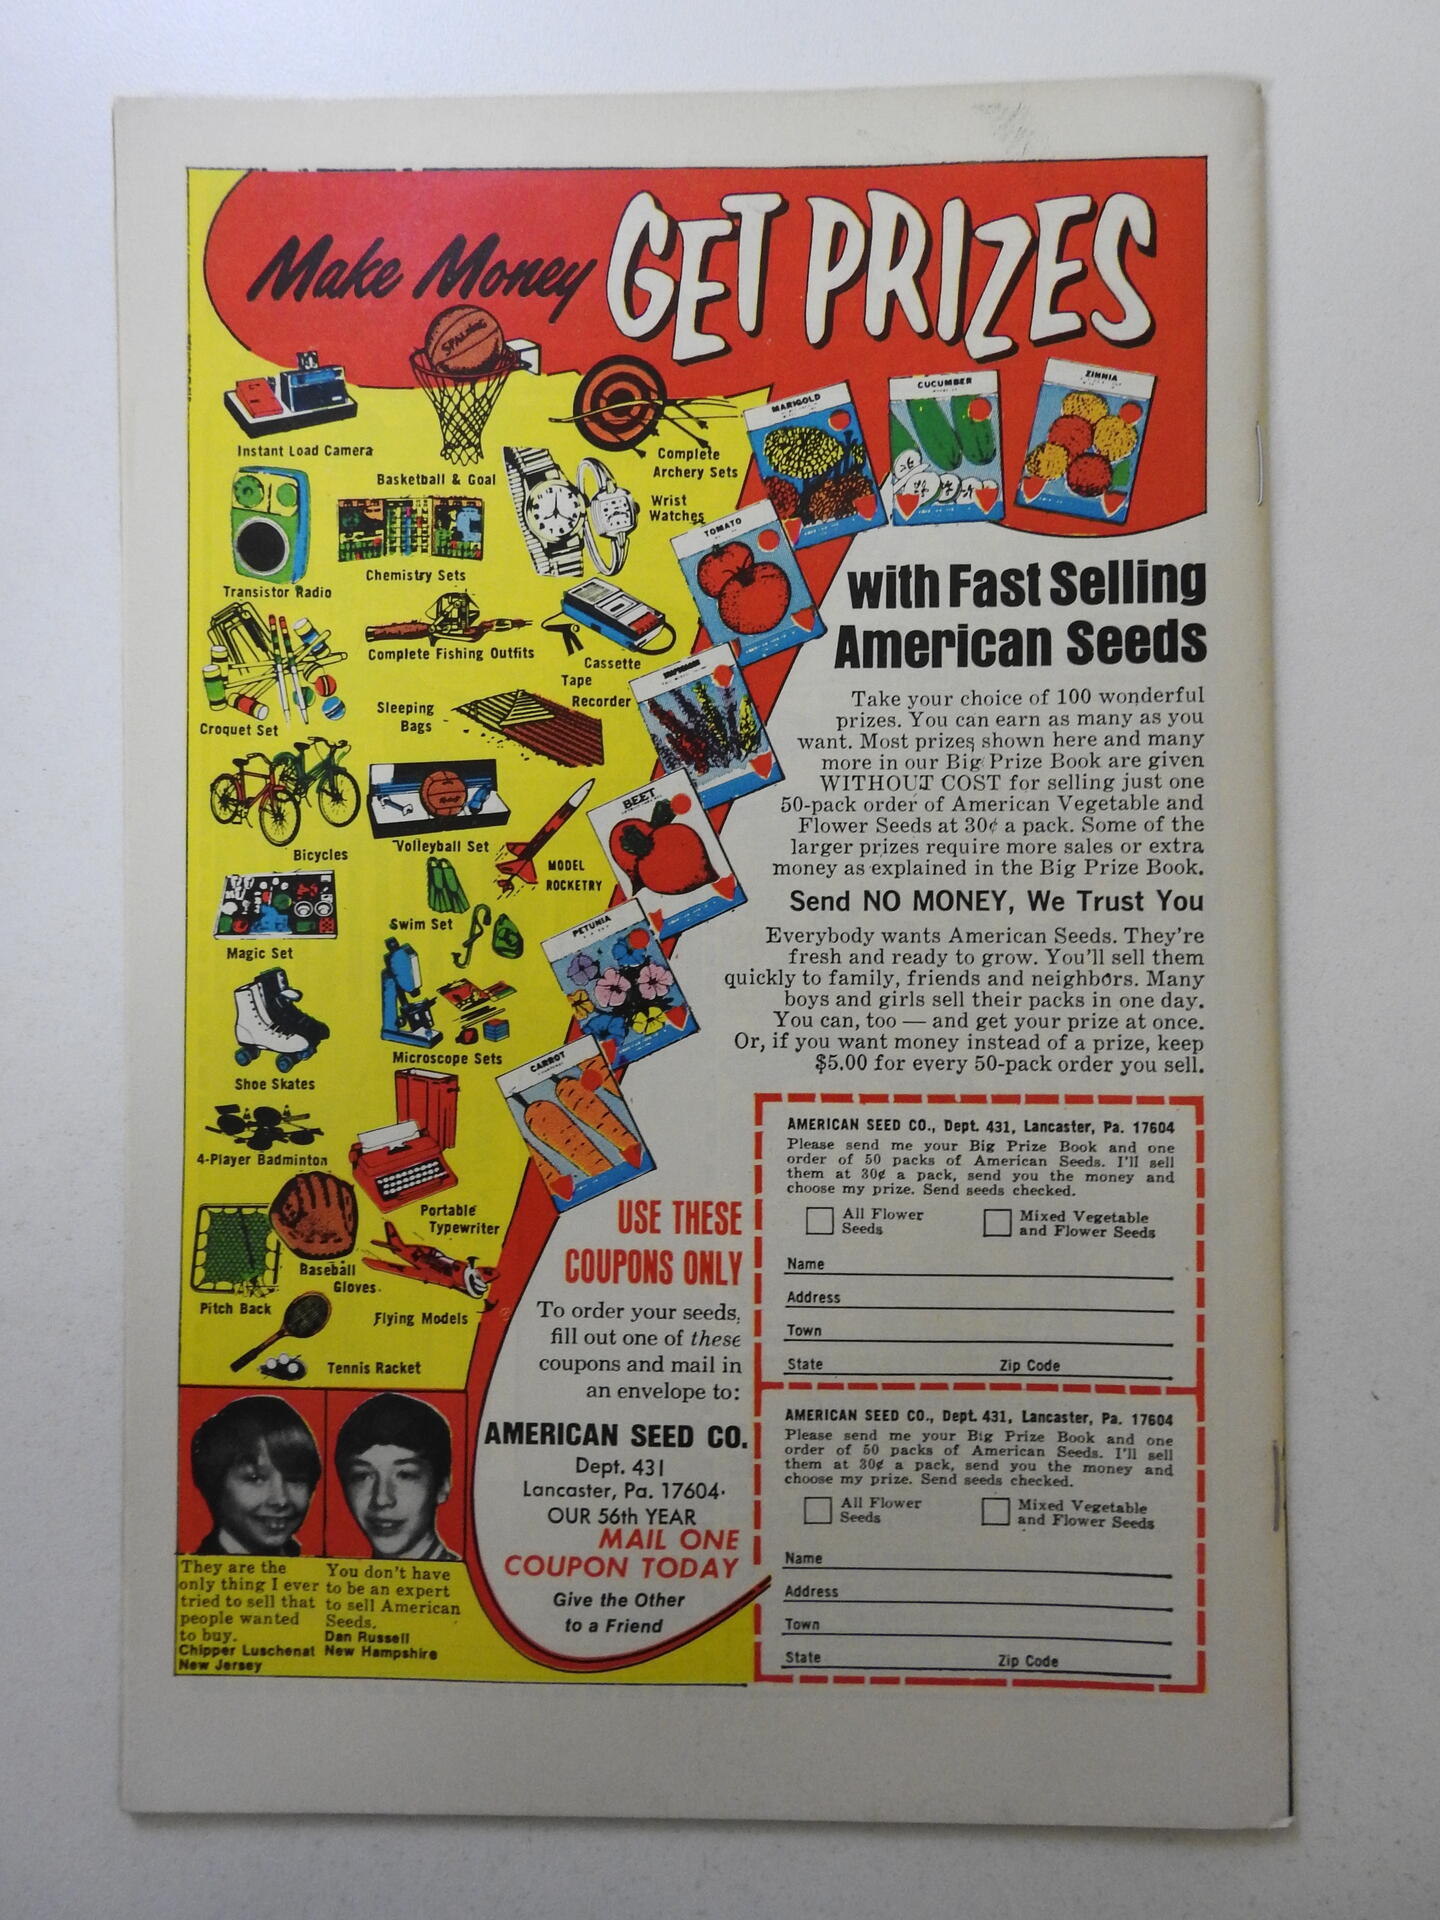 Make Money GET PRIZES
SPALDING
Instant Load Camera
Basketball & Goal
Complete
Archery Sets
Wrist
Watches
Transistor Radio
Chemistry Sets
Complete Fishing Outfits
Cassette
Tape
Recorder
Croquet Set
Sleeping
Bags
Bicycles
Volleyball Set
MODEL
ROCKETRY
Swim Set
Magic Set
Microscope Sets
Shoe Skates
4-Player Badminton
Portable
Typewriter
Baseball
Gloves
Pitch Back
Flying Models
Tennis Racket
MARIGOLD
CUCUMBER
ZINNIA
TOMATO
BEET
PETUNIA
CARROT
with Fast Selling
American Seeds
Take your choice of 100 wonderful
prizes. You can earn as many as you
want. Most prizes shown here and many
more in our Big Prize Book are given
WITHOUT COST for selling just one
50-pack order of American Vegetable and
Flower Seeds at 30¢ a pack. Some of the
larger prizes require more sales or extra
money as explained in the Big Prize Book.
Send NO MONEY, We Trust You
Everybody wants American Seeds. They're
fresh and ready to grow. You'll sell them
quickly to family, friends and neighbors. Many
boys and girls sell their packs in one day.
You can, too — and get your prize at once.
Or, if you want money instead of a prize, keep
$5.00 for every 50-pack order you sell.
USE THESE
COUPONS ONLY
To order your seeds,
fill out one of these
coupons and mail in
an envelope to:
AMERICAN SEED CO.
Dept. 431
Lancaster, Pa. 17604
OUR 56th YEAR
MAIL ONE
COUPON TODAY
Give the Other
to a Friend
AMERICAN SEED CO., Dept. 431, Lancaster, Pa. 17604
Please send me your Big Prize Book and one
order of 50 packs of American Seeds. I'll sell
them at 30¢ a pack, send you the money and
choose my prize. Send seeds checked.
All Flower
Seeds
Mixed Vegetable
and Flower Seeds
Name
Address
Town
State Zip Code
AMERICAN SEED CO., Dept. 431, Lancaster, Pa. 17604
Please send me your Big Prize Book and one
order of 50 packs of American Seeds. I'll sell
them at 30¢ a pack, send you the money and
choose my prize. Send seeds checked.
All Flower
Seeds
Mixed Vegetable
and Flower Seeds
Name
Address
Town
State Zip Code
They are the
only thing I ever
tried to sell that
people wanted
to buy.
Chipper Luschenat
New Jersey
You don't have
to be an expert
to sell American
Seeds.
Dan Russell
New Hampshire